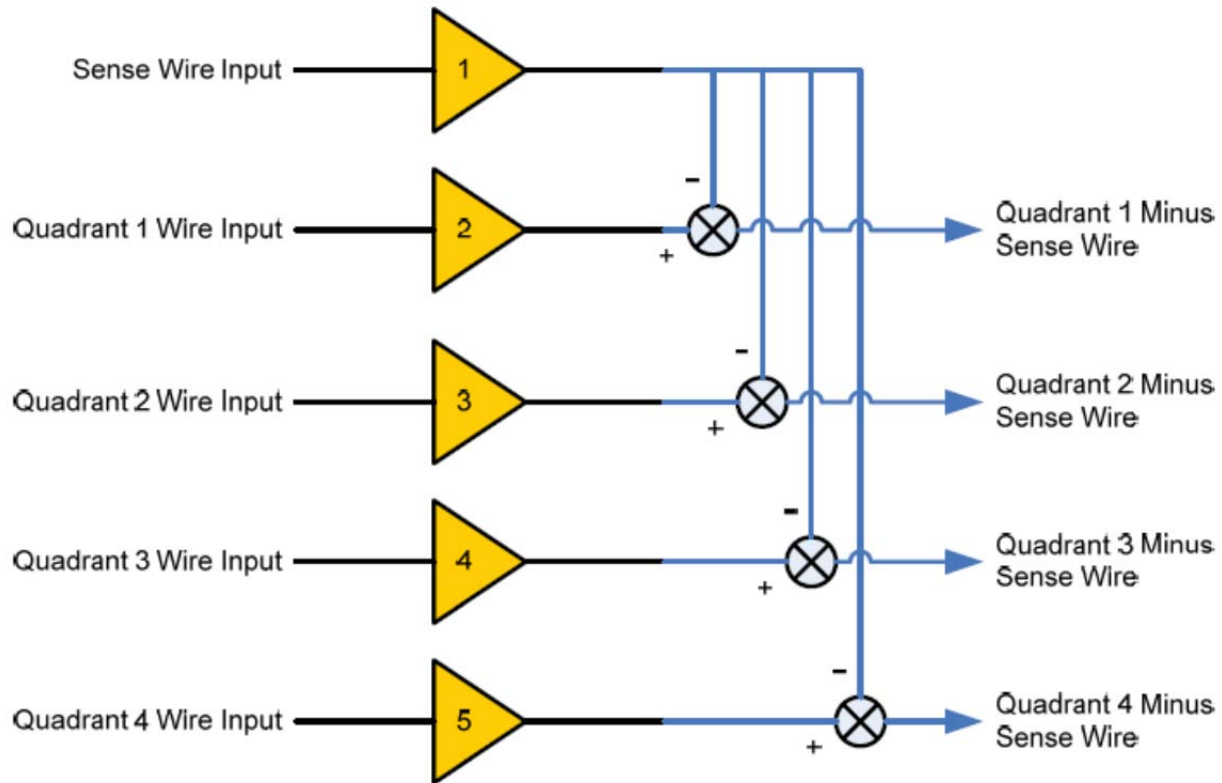 Sense Wire Input
1
-
Quadrant 1 Wire Input
2
+
Quadrant 1 Minus
Sense Wire
-
Quadrant 2 Wire Input
3
+
Quadrant 2 Minus
Sense Wire
-
Quadrant 3 Wire Input
4
+
Quadrant 3 Minus
Sense Wire
-
Quadrant 4 Wire Input
5
+
Quadrant 4 Minus
Sense Wire